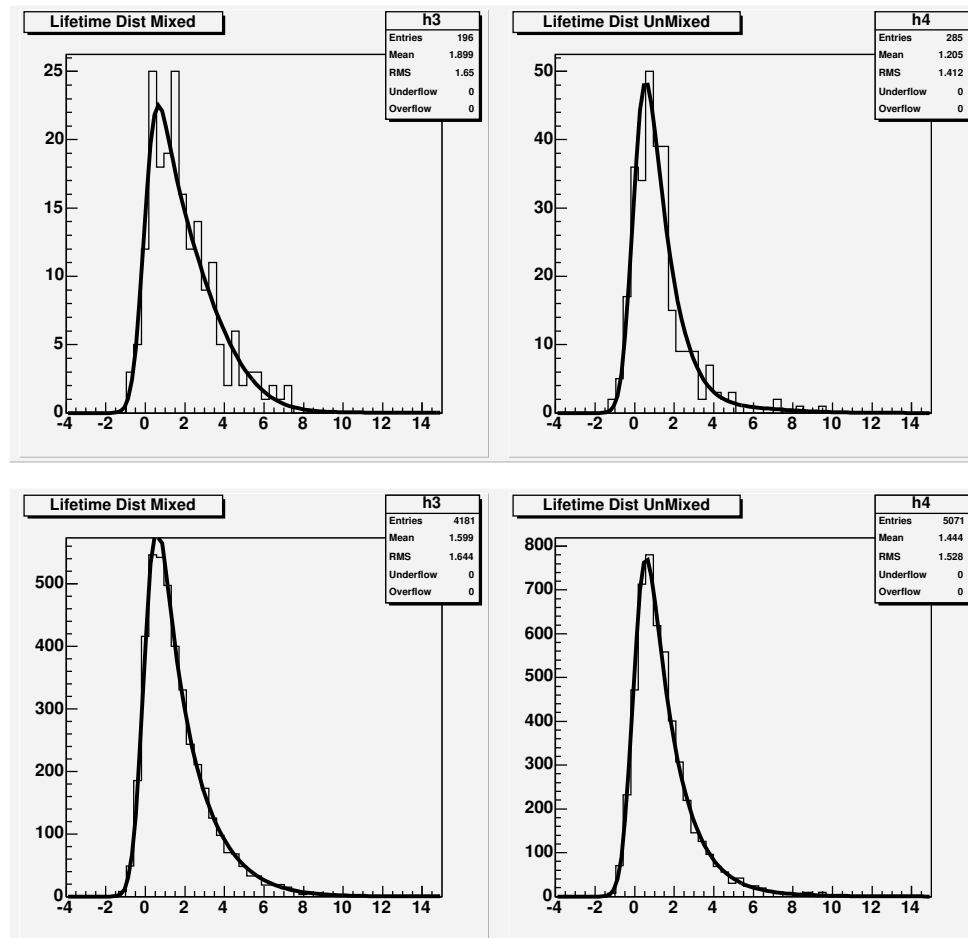 Lifetime Dist Mixed
h3
Entries 196
Mean 1.899
RMS 1.65
Underflow 0
Overflow 0
25
20
15
10
5
0
-4 -2 0 2 4 6 8 10 12 14
Lifetime Dist UnMixed
h4
Entries 285
Mean 1.205
RMS 1.412
Underflow 0
Overflow 0
50
40
30
20
10
0
-4 -2 0 2 4 6 8 10 12 14
Lifetime Dist Mixed
h3
Entries 4181
Mean 1.599
RMS 1.644
Underflow 0
Overflow 0
500
400
300
200
100
0
-4 -2 0 2 4 6 8 10 12 14
Lifetime Dist UnMixed
h4
Entries 5071
Mean 1.444
RMS 1.528
Underflow 0
Overflow 0
800
700
600
500
400
300
200
100
0
-4 -2 0 2 4 6 8 10 12 14